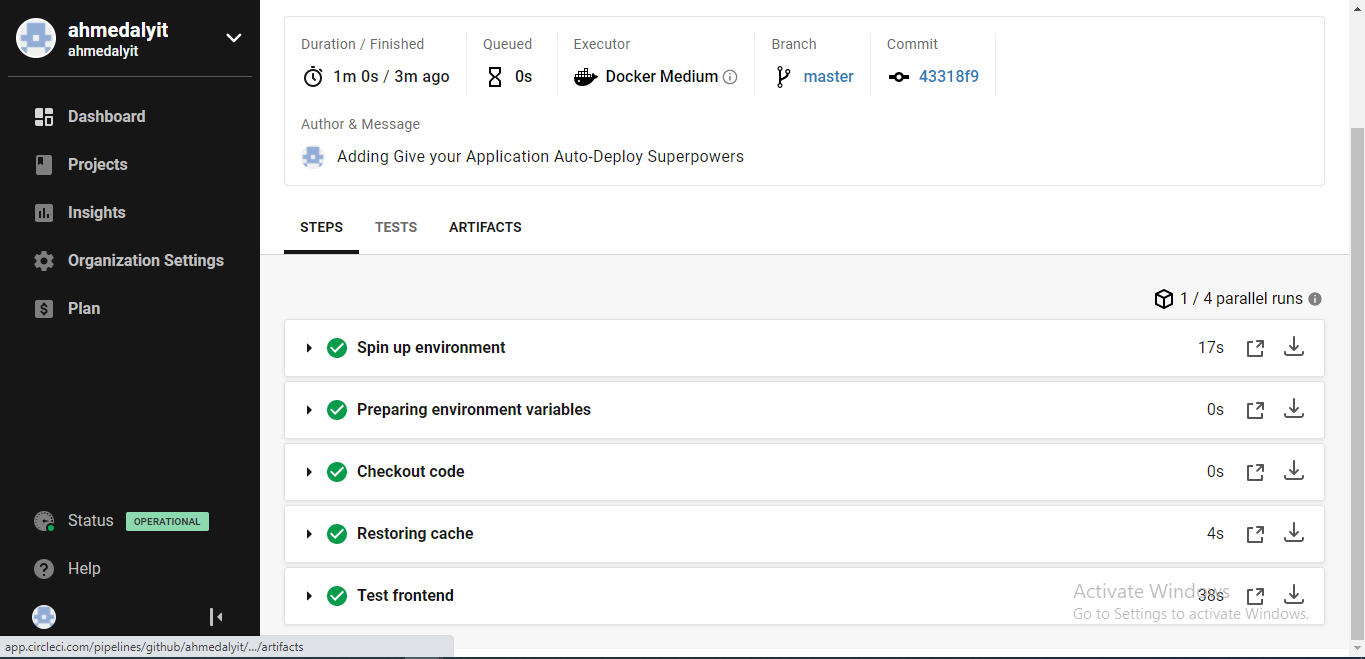 ahmedalyit
ahmedalyit
Dashboard
Projects
Insights
Organization Settings
Plan
Status OPERATIONAL
Help
app.circleci.com/pipelines/github/ahmedalyit/.../artifacts
Duration / Finished Queued Executor Branch Commit
1m 0s / 3m ago 0s Docker Medium master 43318f9
Author & Message
Adding Give your Application Auto-Deploy Superpowers
STEPS TESTS ARTIFACTS
1 / 4 parallel runs
Spin up environment 17s
Preparing environment variables 0s
Checkout code 0s
Restoring cache 4s
Test frontend 38s
Activate Windows
Go to Settings to activate Windows.